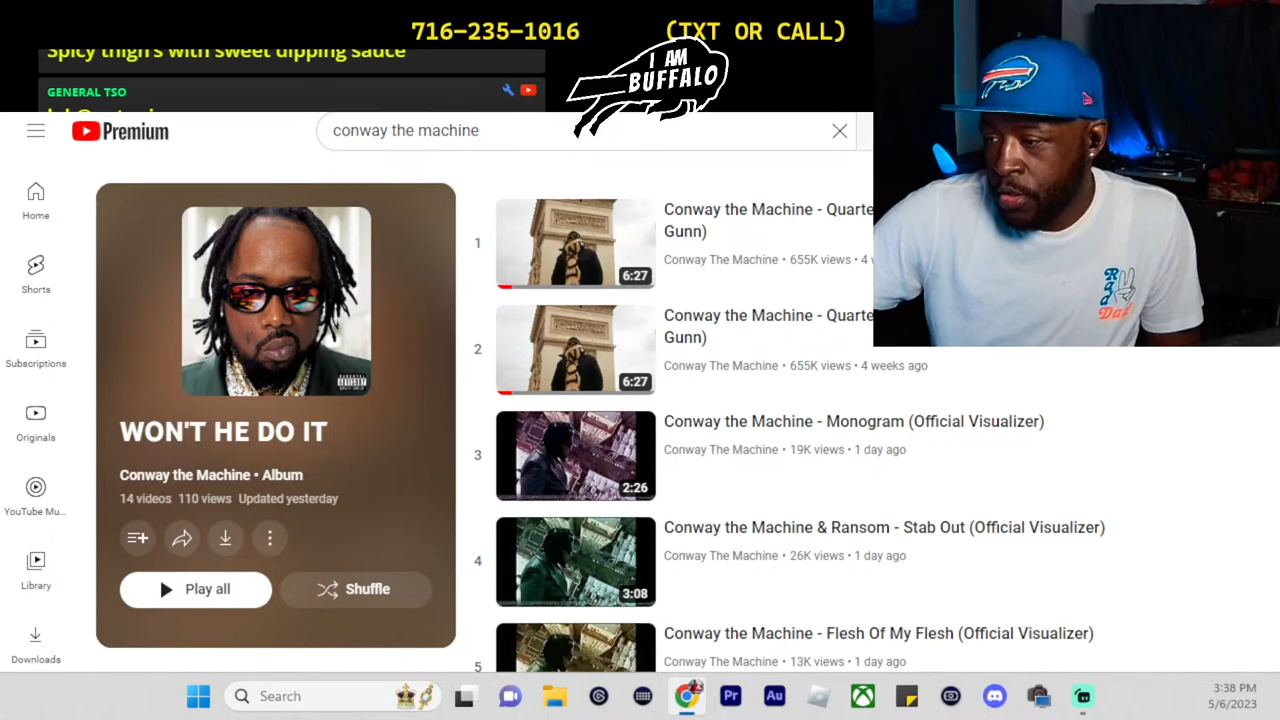 716-235-1016 (TXT OR CALL)
Spicy thigh's with sweet dipping sauce
GENERAL TSO
I AM
BUFFALO
Premium
conway the machine
Home
Shorts
Subscriptions
Originals
YouTube Mu...
Library
Downloads
WON'T HE DO IT
Conway the Machine • Album
14 videos 110 views Updated yesterday
Play all
Shuffle
1
6:27
Conway the Machine - Quarte
Gunn)
Conway The Machine • 655K views • 4 w
2
6:27
Conway the Machine - Quarte
Gunn)
Conway The Machine • 655K views • 4 weeks ago
3
2:26
Conway the Machine - Monogram (Official Visualizer)
Conway The Machine • 19K views • 1 day ago
4
3:08
Conway the Machine & Ransom - Stab Out (Official Visualizer)
Conway The Machine • 26K views • 1 day ago
5
Conway the Machine - Flesh Of My Flesh (Official Visualizer)
Conway The Machine • 13K views • 1 day ago
Rad
Dad
Search
Pr
Au
3:38 PM
5/6/2023